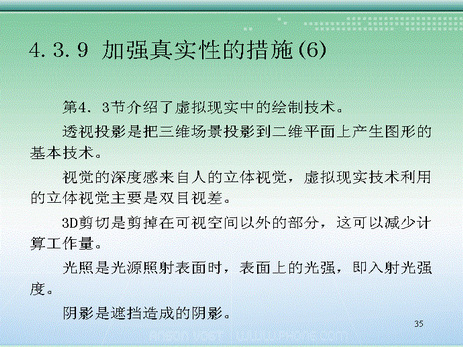 4.3.9 加强真实性的措施(6)
第4．3节介绍了虚拟现实中的绘制技术。
透视投影是把三维场景投影到二维平面上产生图形的
基本技术。
视觉的深度感来自人的立体视觉，虚拟现实技术利用
的立体视觉主要是双目视差。
3D剪切是剪掉在可视空间以外的部分，这可以减少计
算工作量。
光照是光源照射表面时，表面上的光强，即入射光强
度。
阴影是遮挡造成的阴影。
35